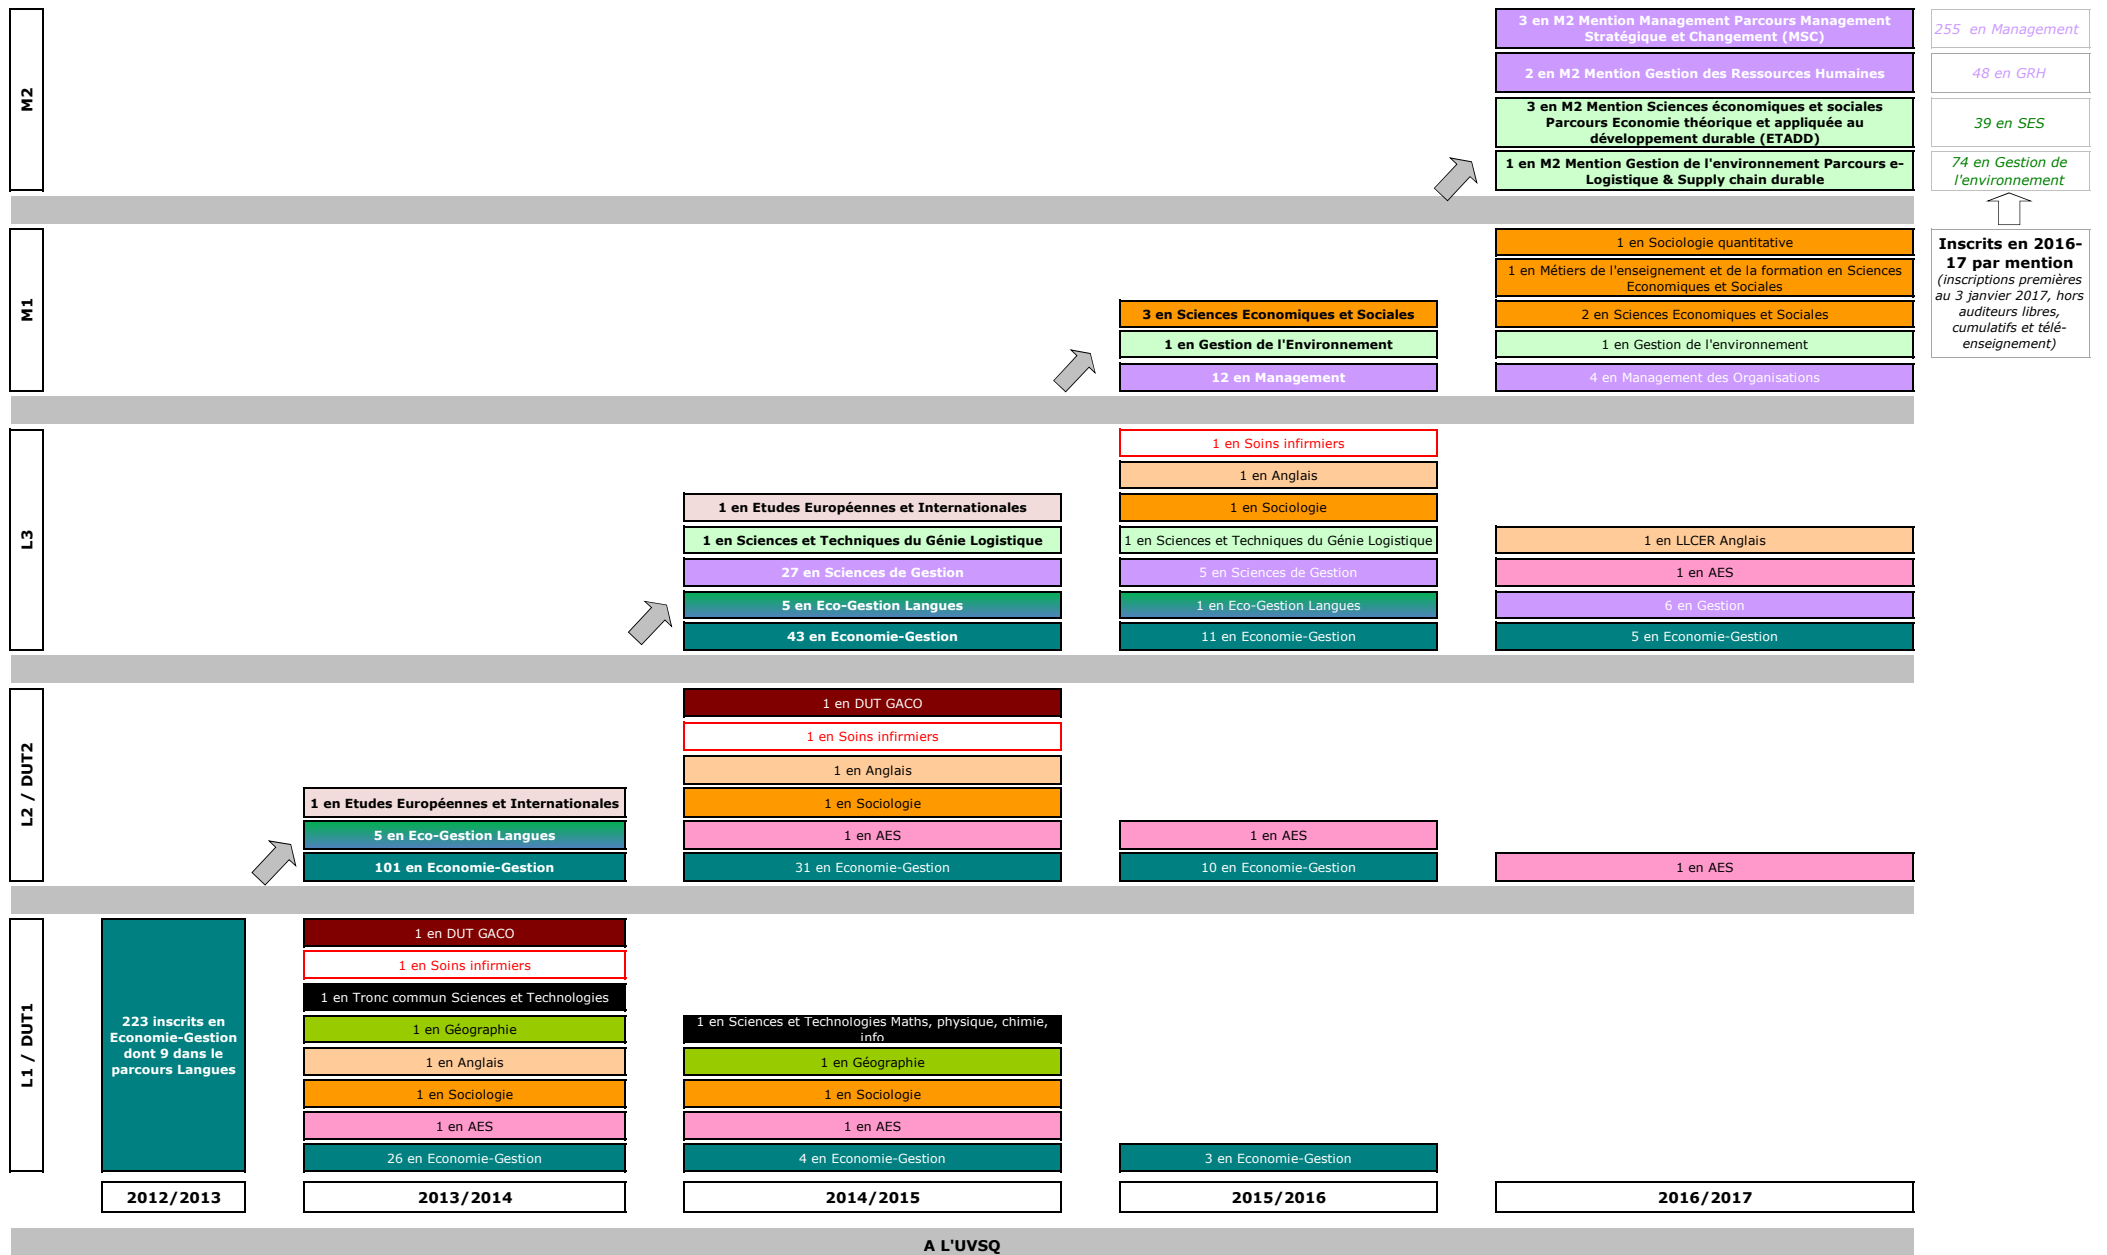 M2
3 en M2 Mention Management Parcours Management
Stratégique et Changement (MSC)
255 en Management
2 en M2 Mention Gestion des Ressources Humaines
48 en GRH
3 en M2 Mention Sciences économiques et sociales
Parcours Economie théorique et appliquée au
développement durable (ETADD)
39 en SES
1 en M2 Mention Gestion de l'environnement Parcours e-
Logistique & Supply chain durable
74 en Gestion de
l'environnement
M1
1 en Sociologie quantitative
1 en Métiers de l'enseignement et de la formation en Sciences
Economiques et Sociales
3 en Sciences Economiques et Sociales
2 en Sciences Economiques et Sociales
1 en Gestion de l'Environnement
1 en Gestion de l'environnement
12 en Management
4 en Management des Organisations
Inscrits en 2016-
17 par mention
(inscriptions premières
au 3 janvier 2017, hors
auditeurs libres,
cumulatifs et télé-
enseignement)
L3
1 en Soins infirmiers
1 en Anglais
1 en Etudes Européennes et Internationales
1 en Sociologie
1 en Sciences et Techniques du Génie Logistique
1 en Sciences et Techniques du Génie Logistique
1 en LLCER Anglais
27 en Sciences de Gestion
5 en Sciences de Gestion
1 en AES
5 en Eco-Gestion Langues
1 en Eco-Gestion Langues
6 en Gestion
43 en Economie-Gestion
11 en Economie-Gestion
5 en Economie-Gestion
L2 / DUT2
1 en DUT GACO
1 en Soins infirmiers
1 en Anglais
1 en Etudes Européennes et Internationales
1 en Sociologie
5 en Eco-Gestion Langues
1 en AES
1 en AES
101 en Economie-Gestion
31 en Economie-Gestion
10 en Economie-Gestion
1 en AES
L1 / DUT1
223 inscrits en
Economie-Gestion
dont 9 dans le
parcours Langues
1 en DUT GACO
1 en Soins infirmiers
1 en Tronc commun Sciences et Technologies
1 en Géographie
1 en Sciences et Technologies Maths, physique, chimie,
info
1 en Anglais
1 en Géographie
1 en Sociologie
1 en Sociologie
1 en AES
1 en AES
26 en Economie-Gestion
4 en Economie-Gestion
3 en Economie-Gestion
2012/2013
2013/2014
2014/2015
2015/2016
2016/2017
A L'UVSQ